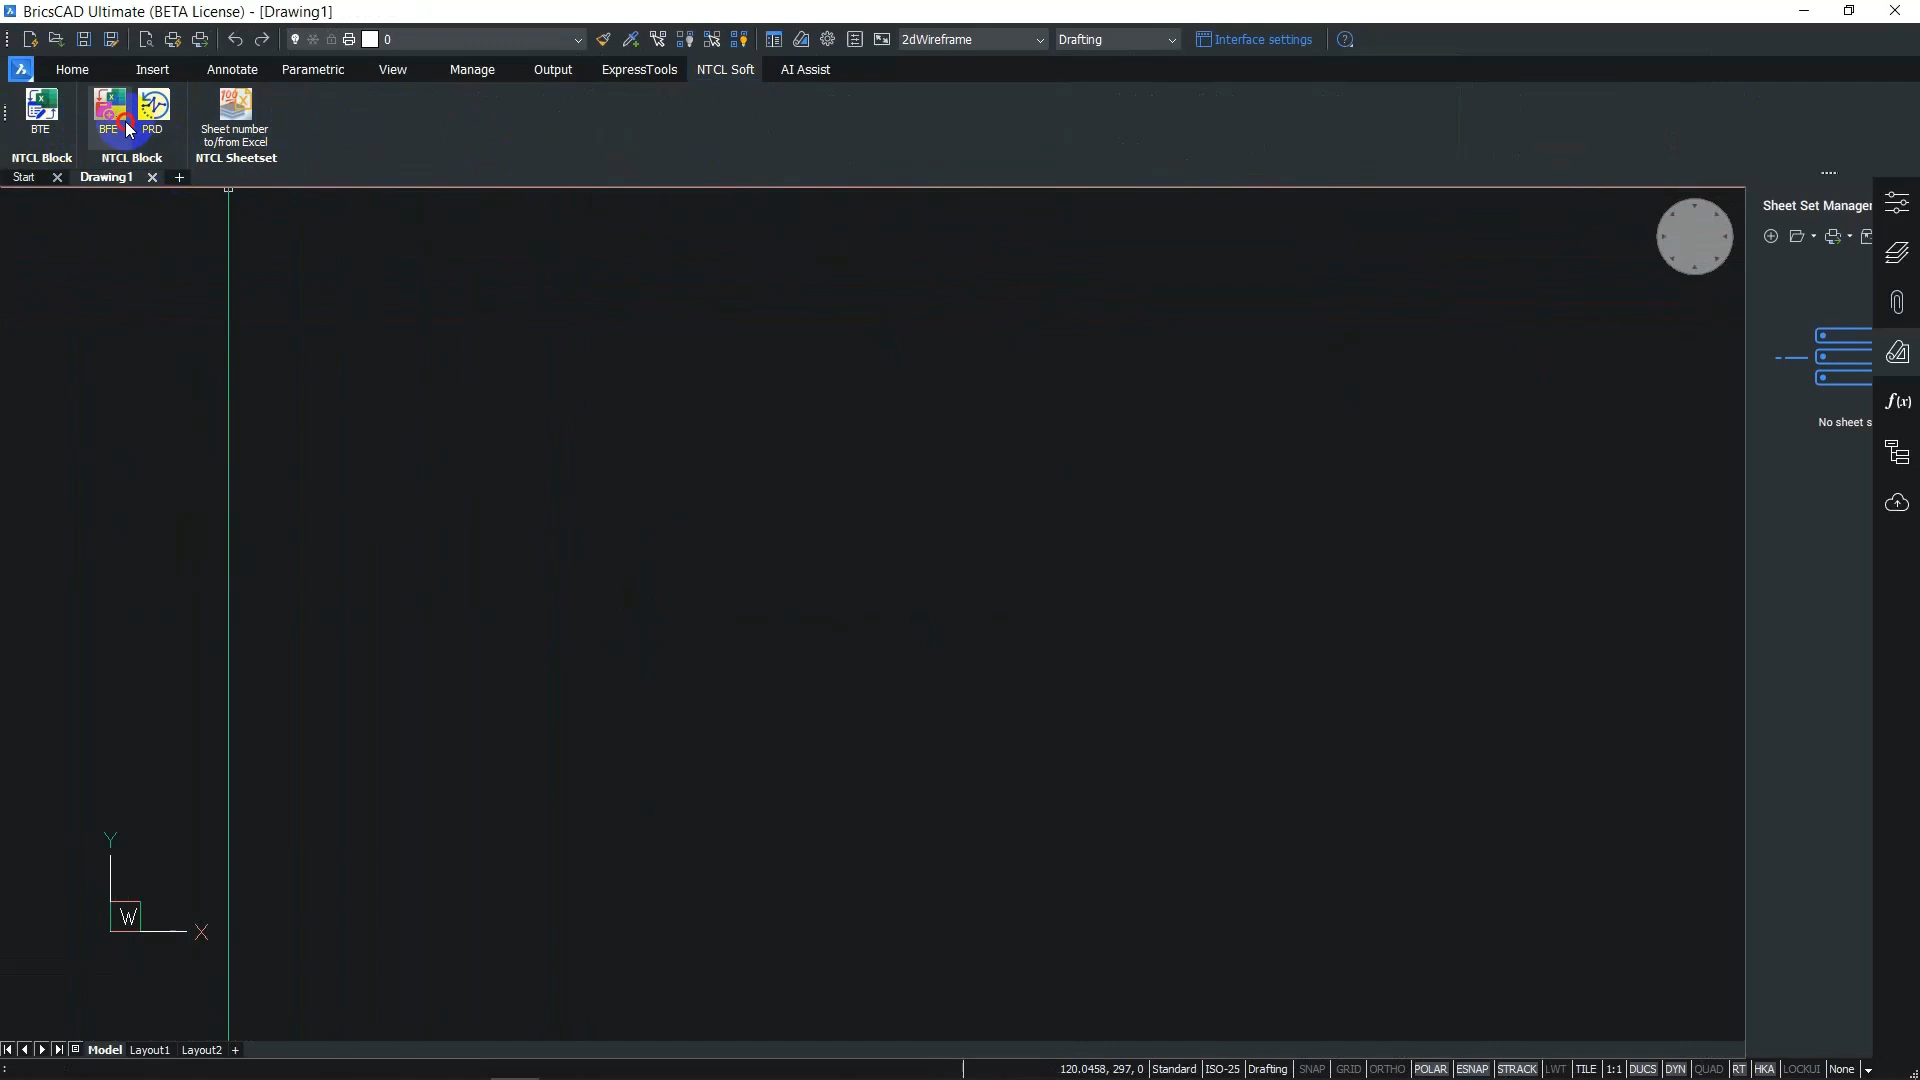 BricsCAD Ultimate (BETA License) - [Drawing1]
0
2dWireframe
Drafting
Interface settings
Home
Insert
Annotate
Parametric
View
Manage
Output
ExpressTools
NTCL Soft
AI Assist
BTE
BFE
PRD
Sheet number
to/from Excel
NTCL Block
NTCL Block
NTCL Sheetset
Start
Drawing1
Sheet Set Manager
f(x)
No sheet s
Y
W
X
Model
Layout1
Layout2
:
120.0458, 297, 0
Standard
ISO-25
Drafting
SNAP
GRID
ORTHO
POLAR
ESNAP
STRACK
LWT
TILE
1:1
DUCS
DYN
QUAD
RT
HKA
LOCKUI
None